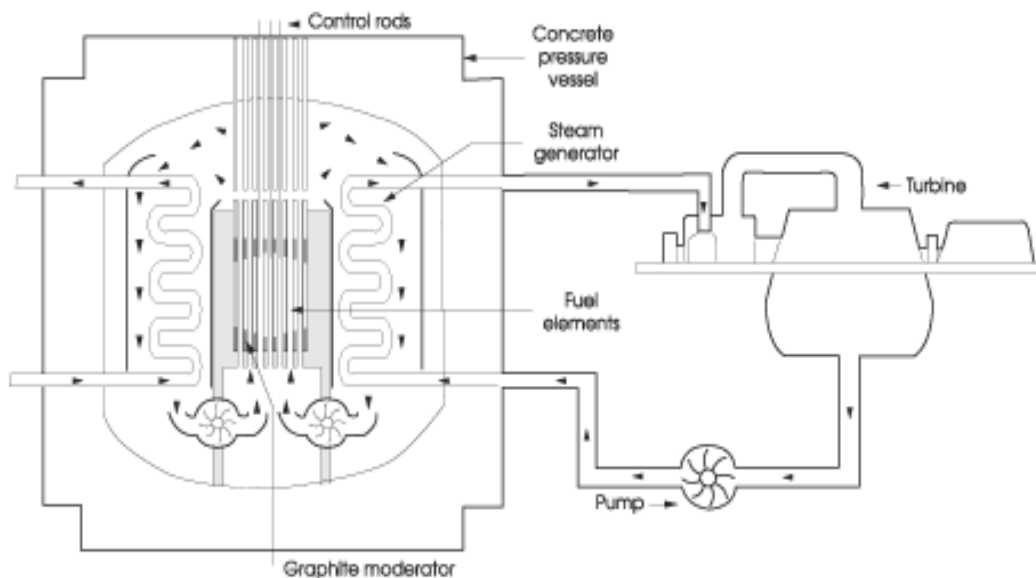 Control rods
Concrete
pressure
vessel
Steam
generator
Turbine
Fuel
elements
Pump
Graphite moderator